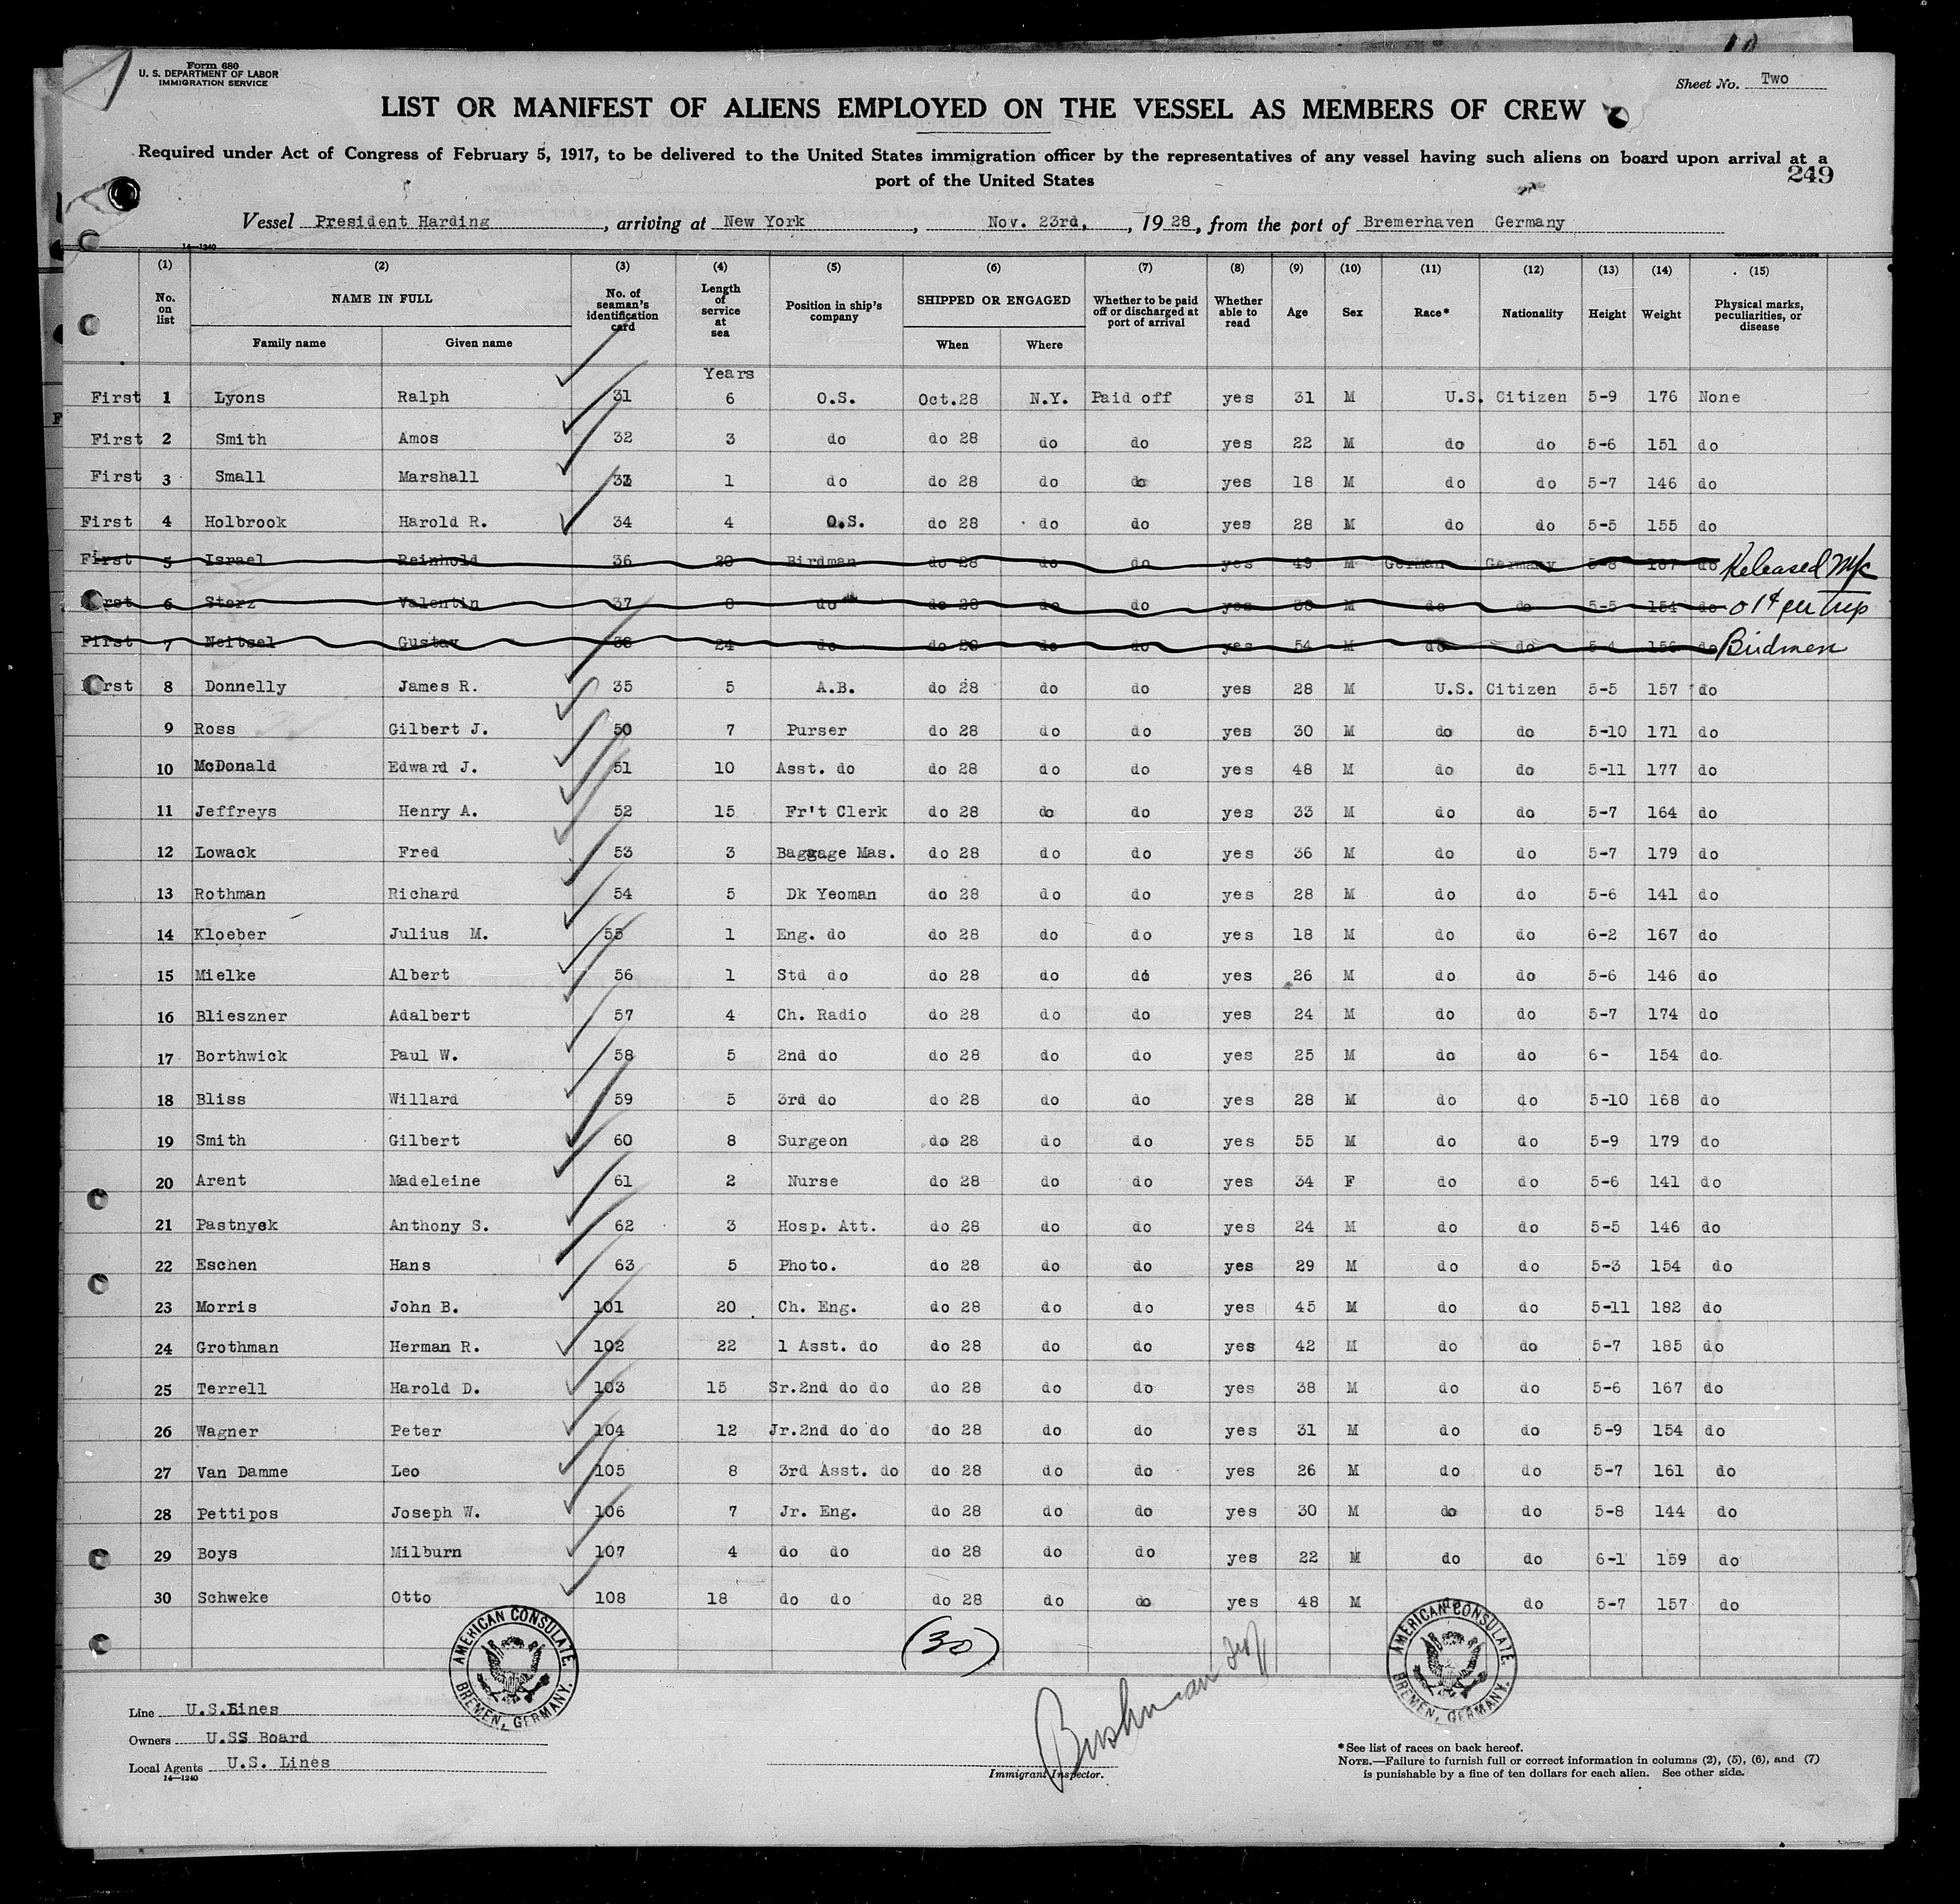 Form 680
U. S. DEPARTMENT OF LABOR
IMMIGRATION SERVICE
Sheet No. Two
LIST OR MANIFEST OF ALIENS EMPLOYED ON THE VESSEL AS MEMBERS OF CREW
Required under Act of Congress of February 5, 1917, to be delivered to the United States immigration officer by the representatives of any vessel having such aliens on board upon arrival at a
port of the United States
249
Vessel President Harding, arriving at New York, Nov. 23rd, 1928, from the port of Bremerhaven Germany
14—1240
(1) (2) (3) (4) (5) (6) (7) (8) (9) (10) (11) (12) (13) (14) (15)
No. on list NAME IN FULL No. of seaman's identification card Length of service at sea Position in ship's company SHIPPED OR ENGAGED Whether to be paid off or discharged at port of arrival Whether able to read Age Sex Race* Nationality Height Weight Physical marks, peculiarities, or disease
Family name Given name When Where
Years
First 1 Lyons Ralph 31 6 O.S. Oct.28 N.Y. Paid off yes 31 M U.S. Citizen 5-9 176 None
First 2 Smith Amos 32 3 do do 28 do do yes 22 M do do 5-6 151 do
First 3 Small Marshall 33 1 do do 28 do do yes 18 M do do 5-7 146 do
First 4 Holbrook Harold R. 34 4 O.S. do 28 do do yes 28 M do do 5-5 155 do
First 5 Israel Reinhold 36 20 Birdman do 28 do do yes 49 M German Germany 5-8 167 do Released M/c
First 6 Sterz Valentin 37 8 do do 28 do do yes 38 M do do 5-5 154 do per trip
First 7 Neitsel Gustav 38 24 do do 28 do do yes 54 M do do 5-4 156 do Birdmen
First 8 Donnelly James R. 35 5 A.B. do 28 do do yes 28 M U.S. Citizen 5-5 157 do
9 Ross Gilbert J. 50 7 Purser do 28 do do yes 30 M do do 5-10 171 do
10 McDonald Edward J. 51 10 Asst. do do 28 do do yes 48 M do do 5-11 177 do
11 Jeffreys Henry A. 52 15 Fr't Clerk do 28 do do yes 33 M do do 5-7 164 do
12 Lowack Fred 53 3 Baggage Mas. do 28 do do yes 36 M do do 5-7 179 do
13 Rothman Richard 54 5 Dk Yeoman do 28 do do yes 28 M do do 5-6 141 do
14 Kloeber Julius M. 55 1 Eng. do do 28 do do yes 18 M do do 6-2 167 do
15 Mielke Albert 56 1 Std do do 28 do do yes 26 M do do 5-6 146 do
16 Blieszner Adalbert 57 4 Ch. Radio do 28 do do yes 24 M do do 5-7 174 do
17 Borthwick Paul W. 58 5 2nd do do 28 do do yes 25 M do do 6- 154 do
18 Bliss Willard 59 5 3rd do do 28 do do yes 28 M do do 5-10 168 do
19 Smith Gilbert 60 8 Surgeon do 28 do do yes 55 M do do 5-9 179 do
20 Arent Madeleine 61 2 Nurse do 28 do do yes 34 F do do 5-6 141 do
21 Pastnyck Anthony S. 62 3 Hosp. Att. do 28 do do yes 24 M do do 5-5 146 do
22 Eschen Hans 63 5 Photo. do 28 do do yes 29 M do do 5-3 154 do
23 Morris John B. 101 20 Ch. Eng. do 28 do do yes 45 M do do 5-11 182 do
24 Grothman Herman R. 102 22 1 Asst. do do 28 do do yes 42 M do do 5-7 185 do
25 Terrell Harold D. 103 15 Sr.2nd do do do 28 do do yes 38 M do do 5-6 167 do
26 Wagner Peter 104 12 Jr.2nd do do do 28 do do yes 31 M do do 5-9 154 do
27 Van Damme Leo 105 8 3rd Asst. do do 28 do do yes 26 M do do 5-7 161 do
28 Pettipos Joseph W. 106 7 Jr. Eng. do 28 do do yes 30 M do do 5-8 144 do
29 Boys Milburn 107 4 do do do 28 do do yes 22 M do do 6-1 159 do
30 Schweke Otto 108 18 do do do 28 do do yes 48 M do do 5-7 157 do
(30)
AMERICAN CONSULATE. BREMEN, GERMANY.
AMERICAN CONSULATE. BREMEN, GERMANY.
Line U.S.Lines
Owners U.SS Board
Local Agents U.S. Lines
14—1240
Bushman
Immigrant Inspector.
*See list of races on back hereof.
NOTE.—Failure to furnish full or correct information in columns (2), (5), (6), and (7)
is punishable by a fine of ten dollars for each alien. See other side.